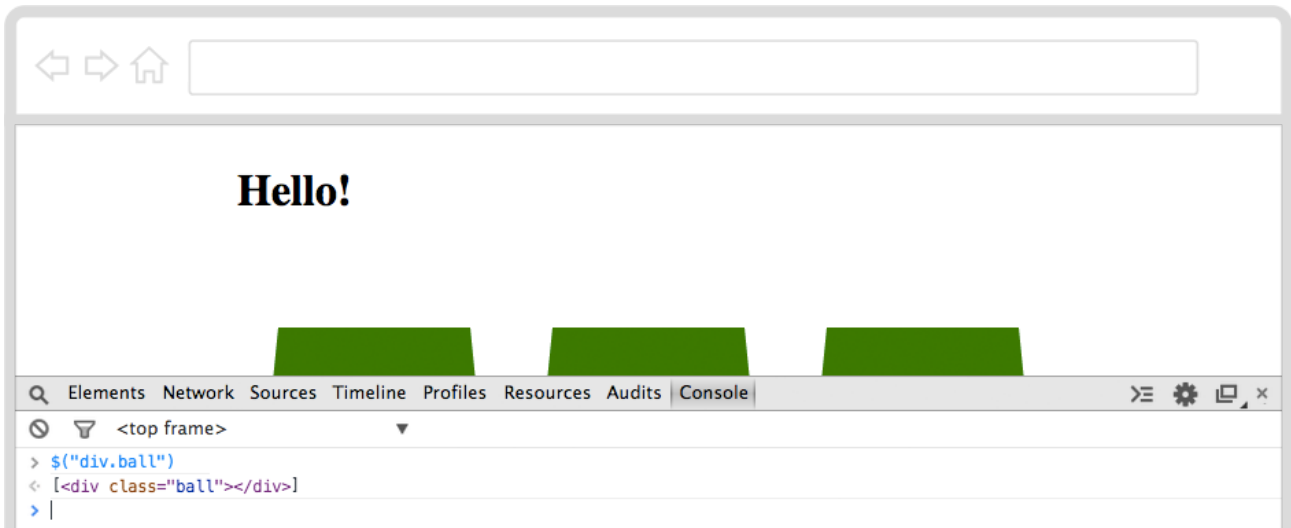 Hello!
Elements Network Sources Timeline Profiles Resources Audits Console
<top frame>
> $("div.ball")
[<div class="ball"></div>]
>